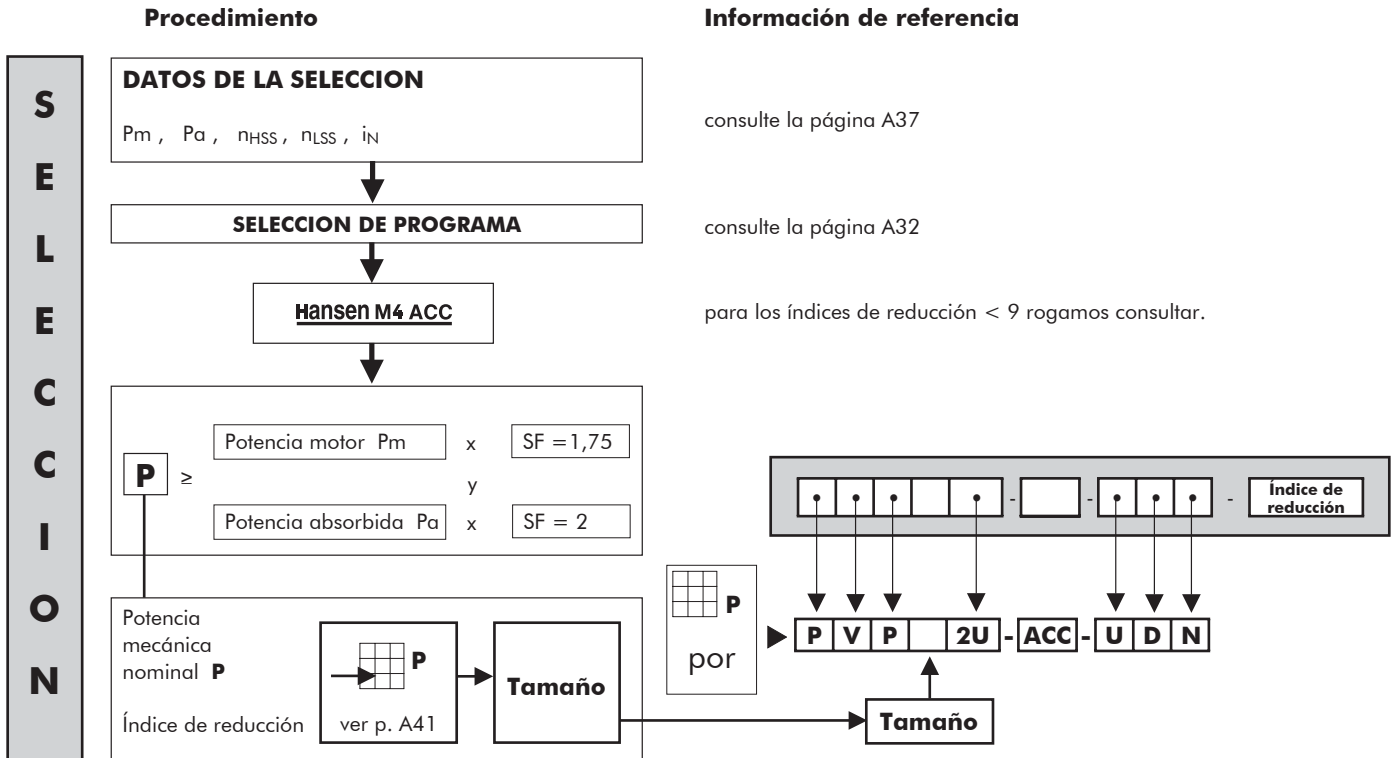 Procedimiento
Información de referencia
S
E
L
E
C
C
I
O
N
DATOS DE LA SELECCION
Pm , Pa , nHSS , nLSS , iN
consulte la página A37
SELECCION DE PROGRAMA
consulte la página A32
Hansen M4 ACC
para los índices de reducción < 9 rogamos consultar.
P ≥
Potencia motor Pm x SF =1,75
y
Potencia absorbida Pa x SF = 2
- - - Índice de
reducción
Potencia
mecánica
nominal P
Índice de reducción
P
ver p. A41
Tamaño
P
por
P V P 2U - ACC - U D N
Tamaño